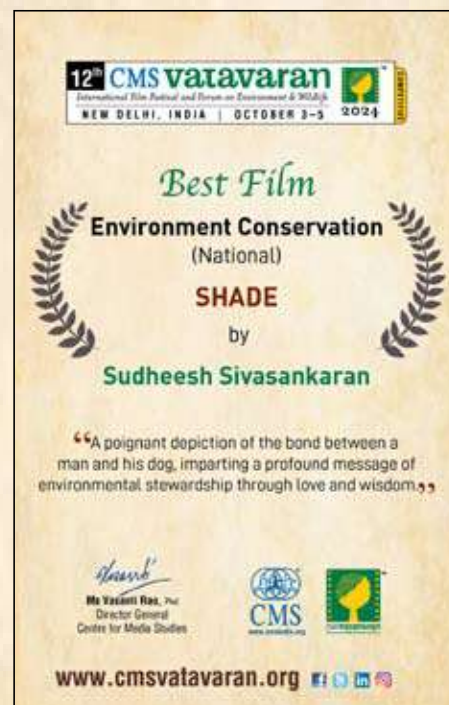 12th CMS VATAVARAN
International Film Festival and Forum on Environment & Wildlife
NEW DELHI, INDIA | OCTOBER 3-5
2024
Best Film
Environment Conservation
(National)
SHADE
by
Sudheesh Sivasankaran
“A poignant depiction of the bond between a
man and his dog, imparting a profound message of
environmental stewardship through love and wisdom.”
Ms Vasanti Rao, PhD
Director General
Centre for Media Studies
CMS
www.cmsvatavaran.org